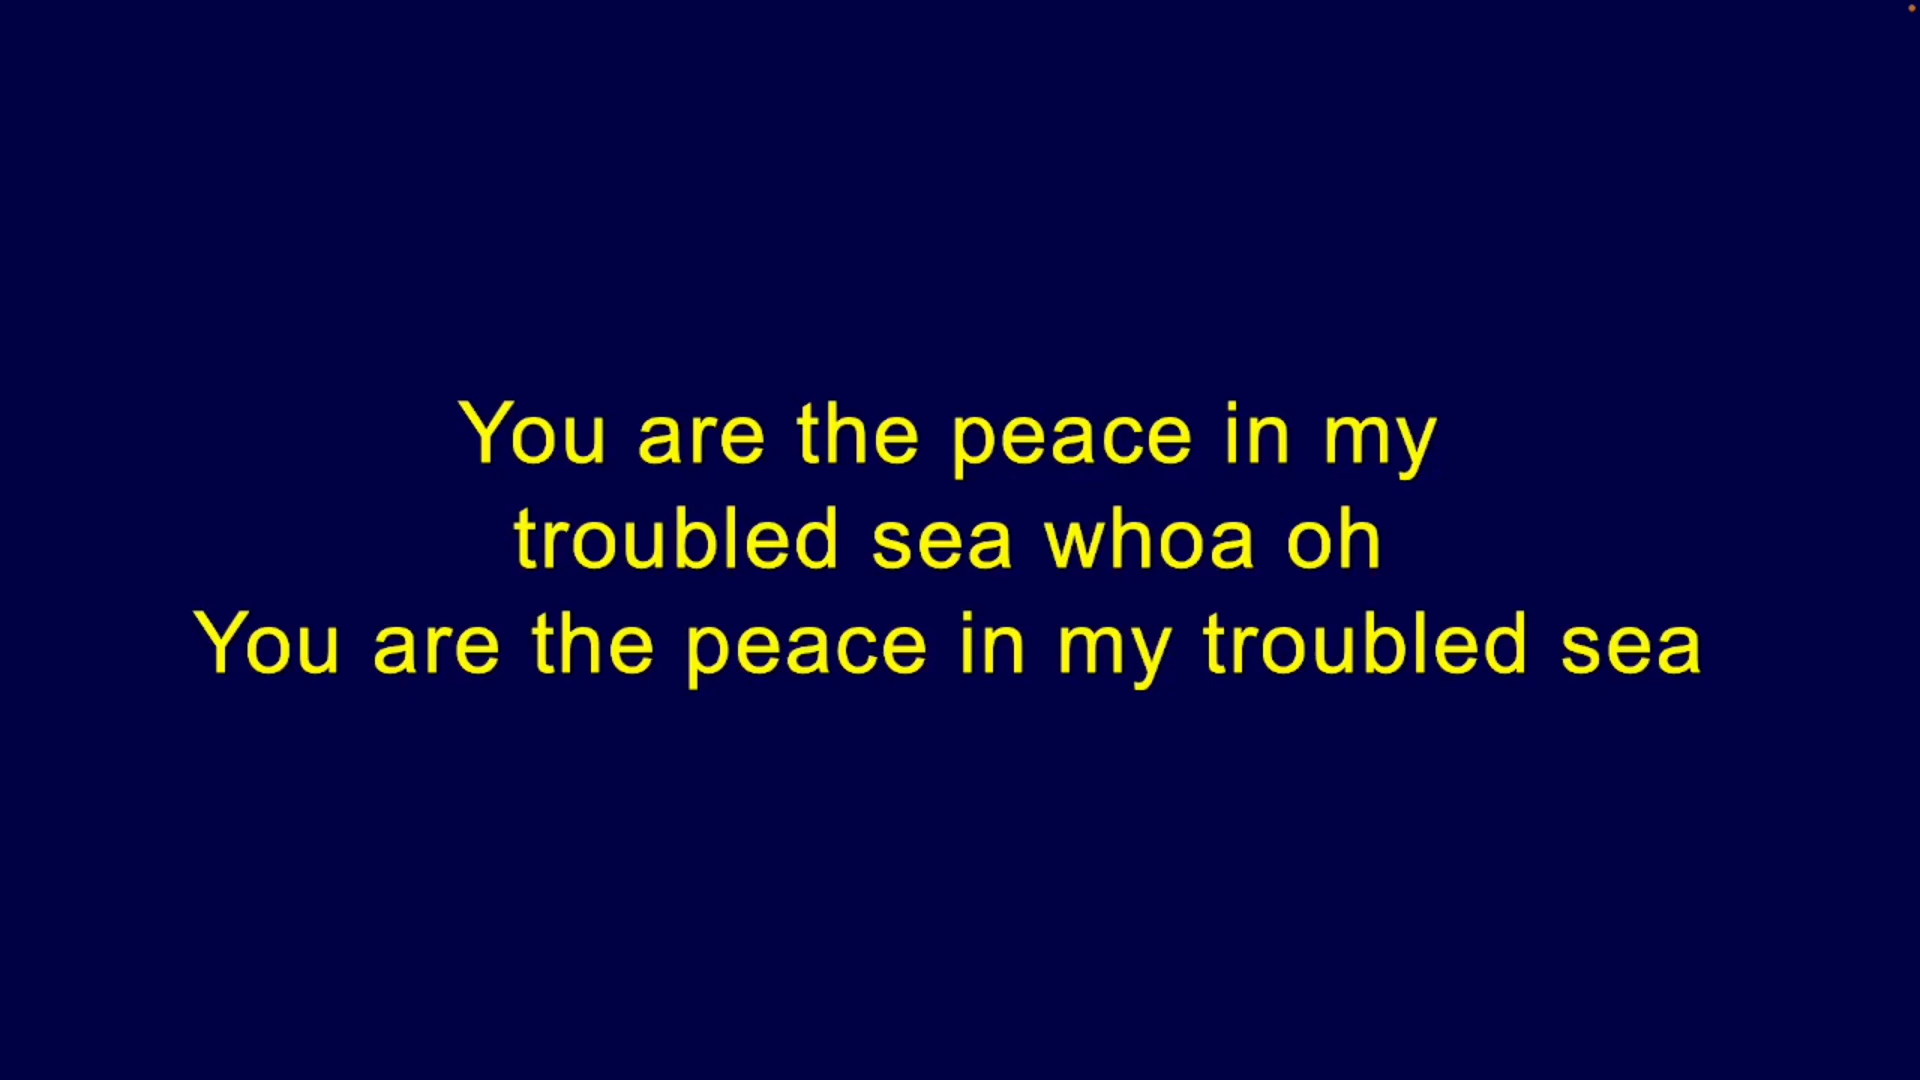 You are the peace in my
troubled sea whoa oh
You are the peace in my troubled sea